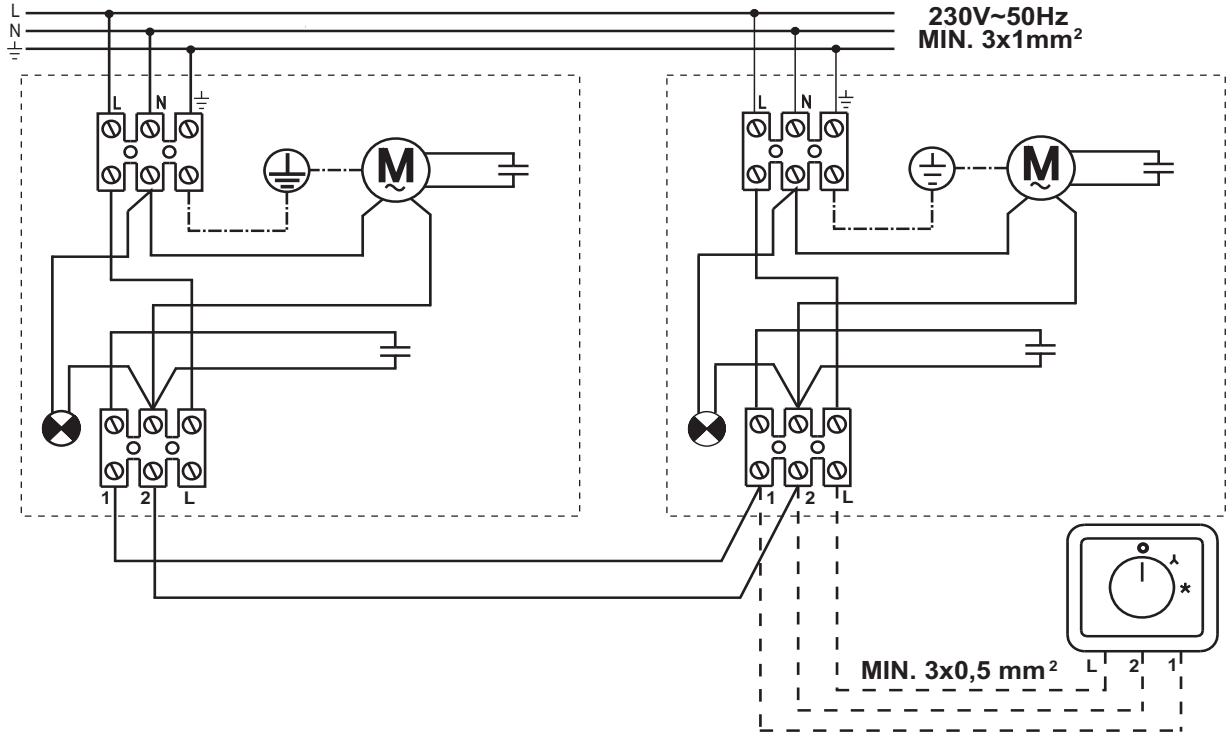 L
N
230V~50Hz
MIN. 3x1mm²
L N
L N
M
~
M
~
1 2 L
1 2 L
MIN. 3x0,5 mm²
L 2 1